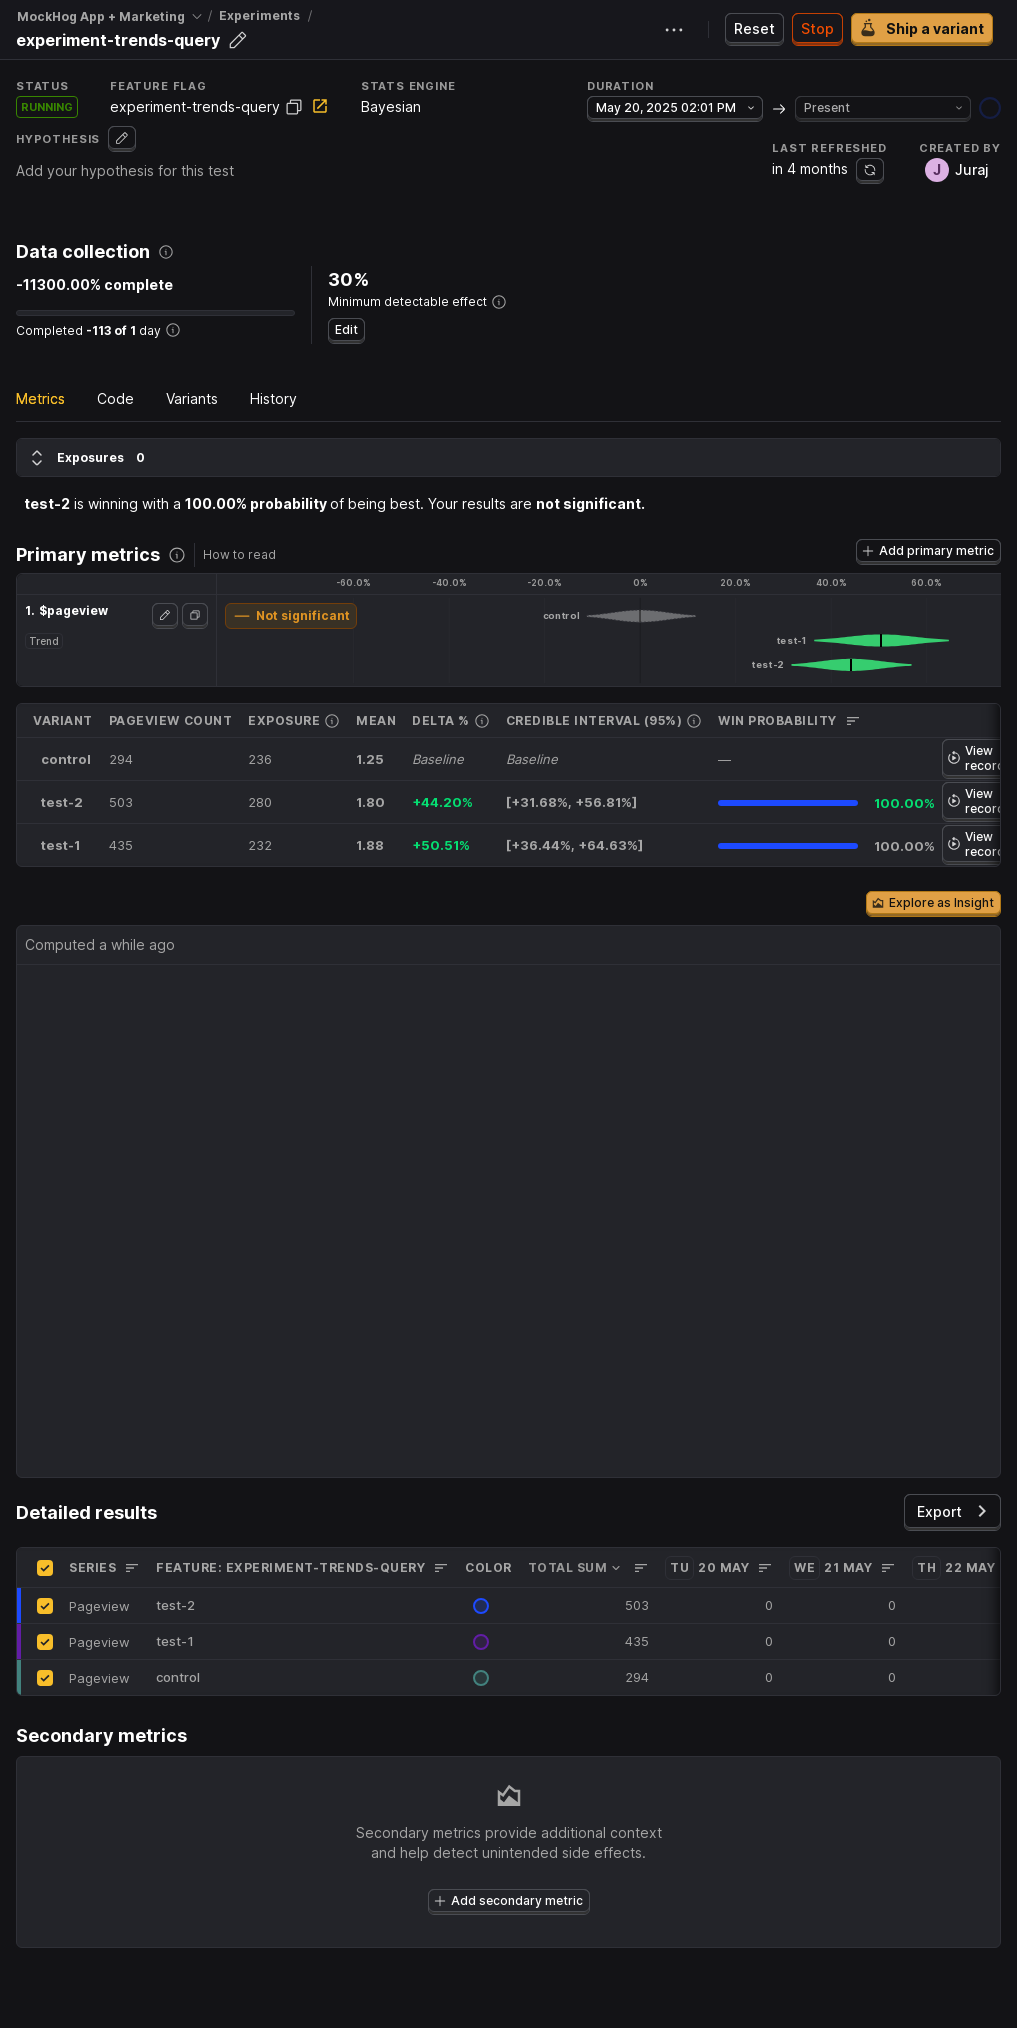 MockHog App + Marketing / Experiments /
experiment-trends-query
Reset Stop Ship a variant
STATUS FEATURE FLAG STATS ENGINE DURATION
RUNNING experiment-trends-query Bayesian May 20, 2025 02:01 PM → Present
HYPOTHESIS
Add your hypothesis for this test
LAST REFRESHED CREATED BY
in 4 months J Juraj
Data collection
-11300.00% complete
Completed -113 of 1 day
30%
Minimum detectable effect
Edit
Metrics Code Variants History
Exposures 0
test-2 is winning with a 100.00% probability of being best. Your results are not significant.
Primary metrics How to read + Add primary metric
-60.0% -40.0% -20.0% 0% 20.0% 40.0% 60.0%
1. $pageview — Not significant control
Trend test-1
test-2
VARIANT PAGEVIEW COUNT EXPOSURE MEAN DELTA % CREDIBLE INTERVAL (95%) WIN PROBABILITY
control 294 236 1.25 Baseline Baseline — View
recor
test-2 503 280 1.80 +44.20% [+31.68%, +56.81%] 100.00% View
recor
test-1 435 232 1.88 +50.51% [+36.44%, +64.63%] 100.00% View
recor
Explore as Insight
Computed a while ago
Detailed results Export
SERIES FEATURE: EXPERIMENT-TRENDS-QUERY COLOR TOTAL SUM TU 20 MAY WE 21 MAY TH 22 MAY
Pageview test-2 503 0 0
Pageview test-1 435 0 0
Pageview control 294 0 0
Secondary metrics
Secondary metrics provide additional context
and help detect unintended side effects.
+ Add secondary metric